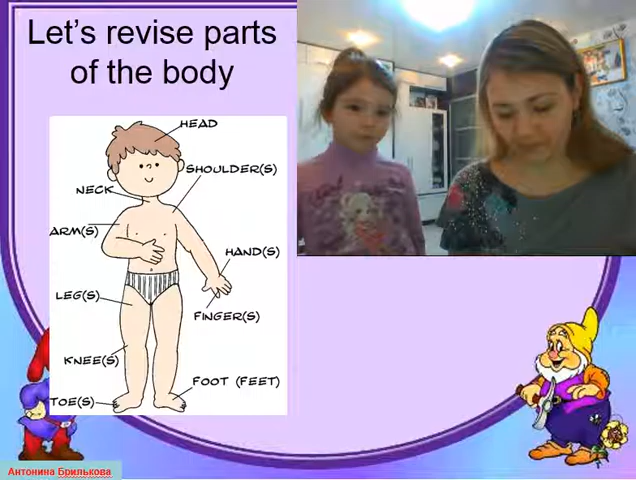 Let's revise parts
of the body
HEAD
SHOULDER(S)
NECK
ARM(S)
HAND(S)
LEG(S)
FINGER(S)
KNEE(S)
FOOT (FEET)
TOE(S)
Антонина Брилькова